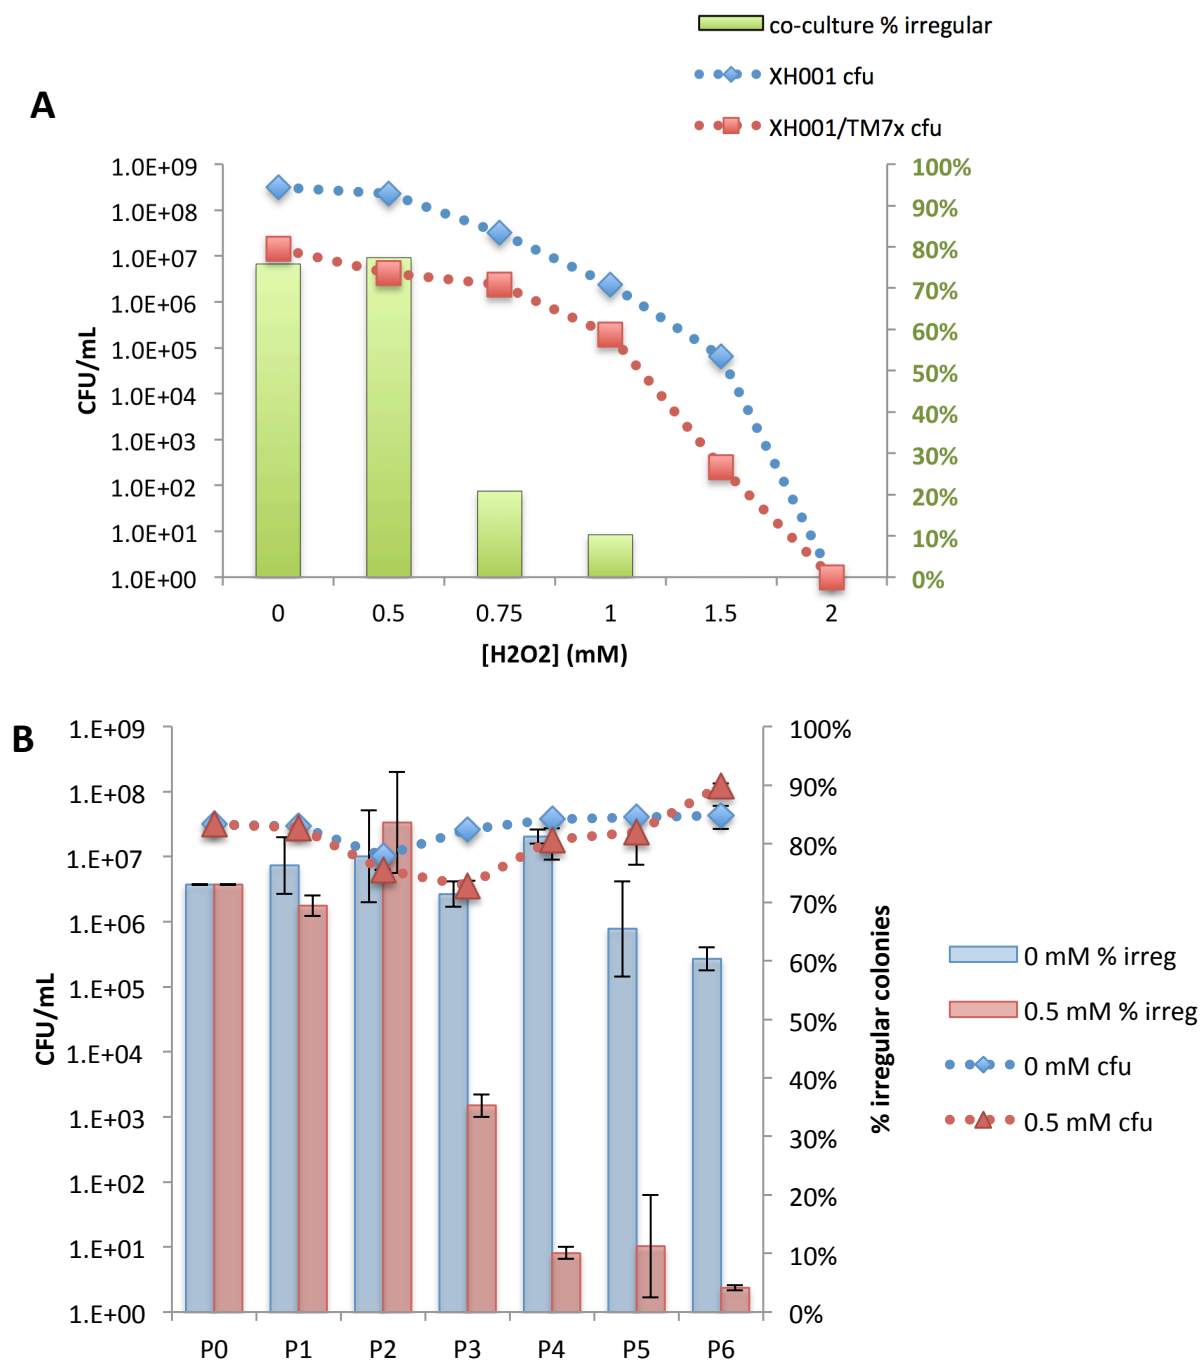 co-culture % irregular
XH001 cfu
XH001/TM7x cfu
A
1.0E+09
1.0E+08
1.0E+07
1.0E+06
1.0E+05
1.0E+04
1.0E+03
1.0E+02
1.0E+01
1.0E+00
CFU/mL
100%
90%
80%
70%
60%
50%
40%
30%
20%
10%
0%
0 0.5 0.75 1 1.5 2
[H2O2] (mM)
B
1.E+09
1.E+08
1.E+07
1.E+06
1.E+05
1.E+04
1.E+03
1.E+02
1.E+01
1.E+00
CFU/mL
100%
90%
80%
70%
60%
50%
40%
30%
20%
10%
0%
% irregular colonies
P0 P1 P2 P3 P4 P5 P6
0 mM % irreg
0.5 mM % irreg
0 mM cfu
0.5 mM cfu